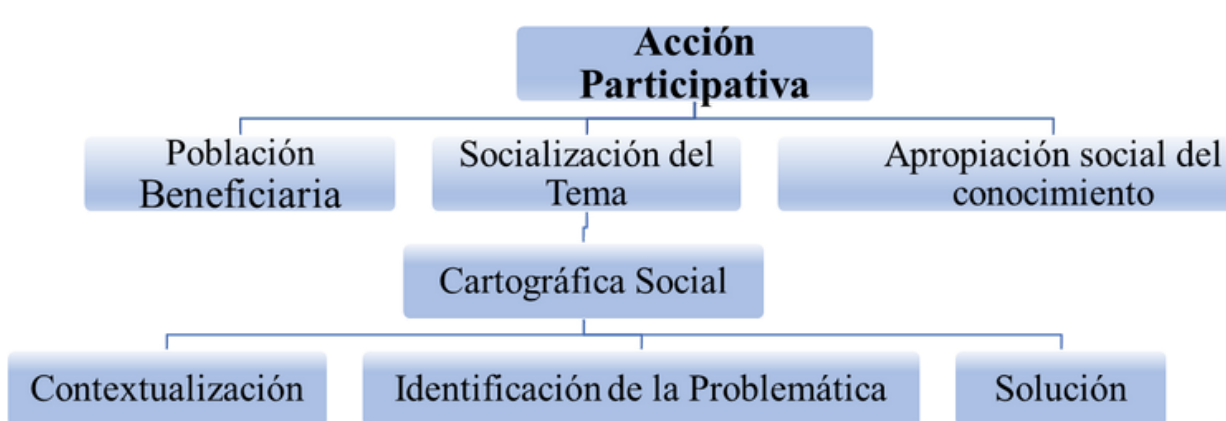 Acción
Participativa
Población
Beneficiaria
Socialización del
Tema
Apropiación social del
conocimiento
Cartográfica Social
Contextualización
Identificación de la Problemática
Solución